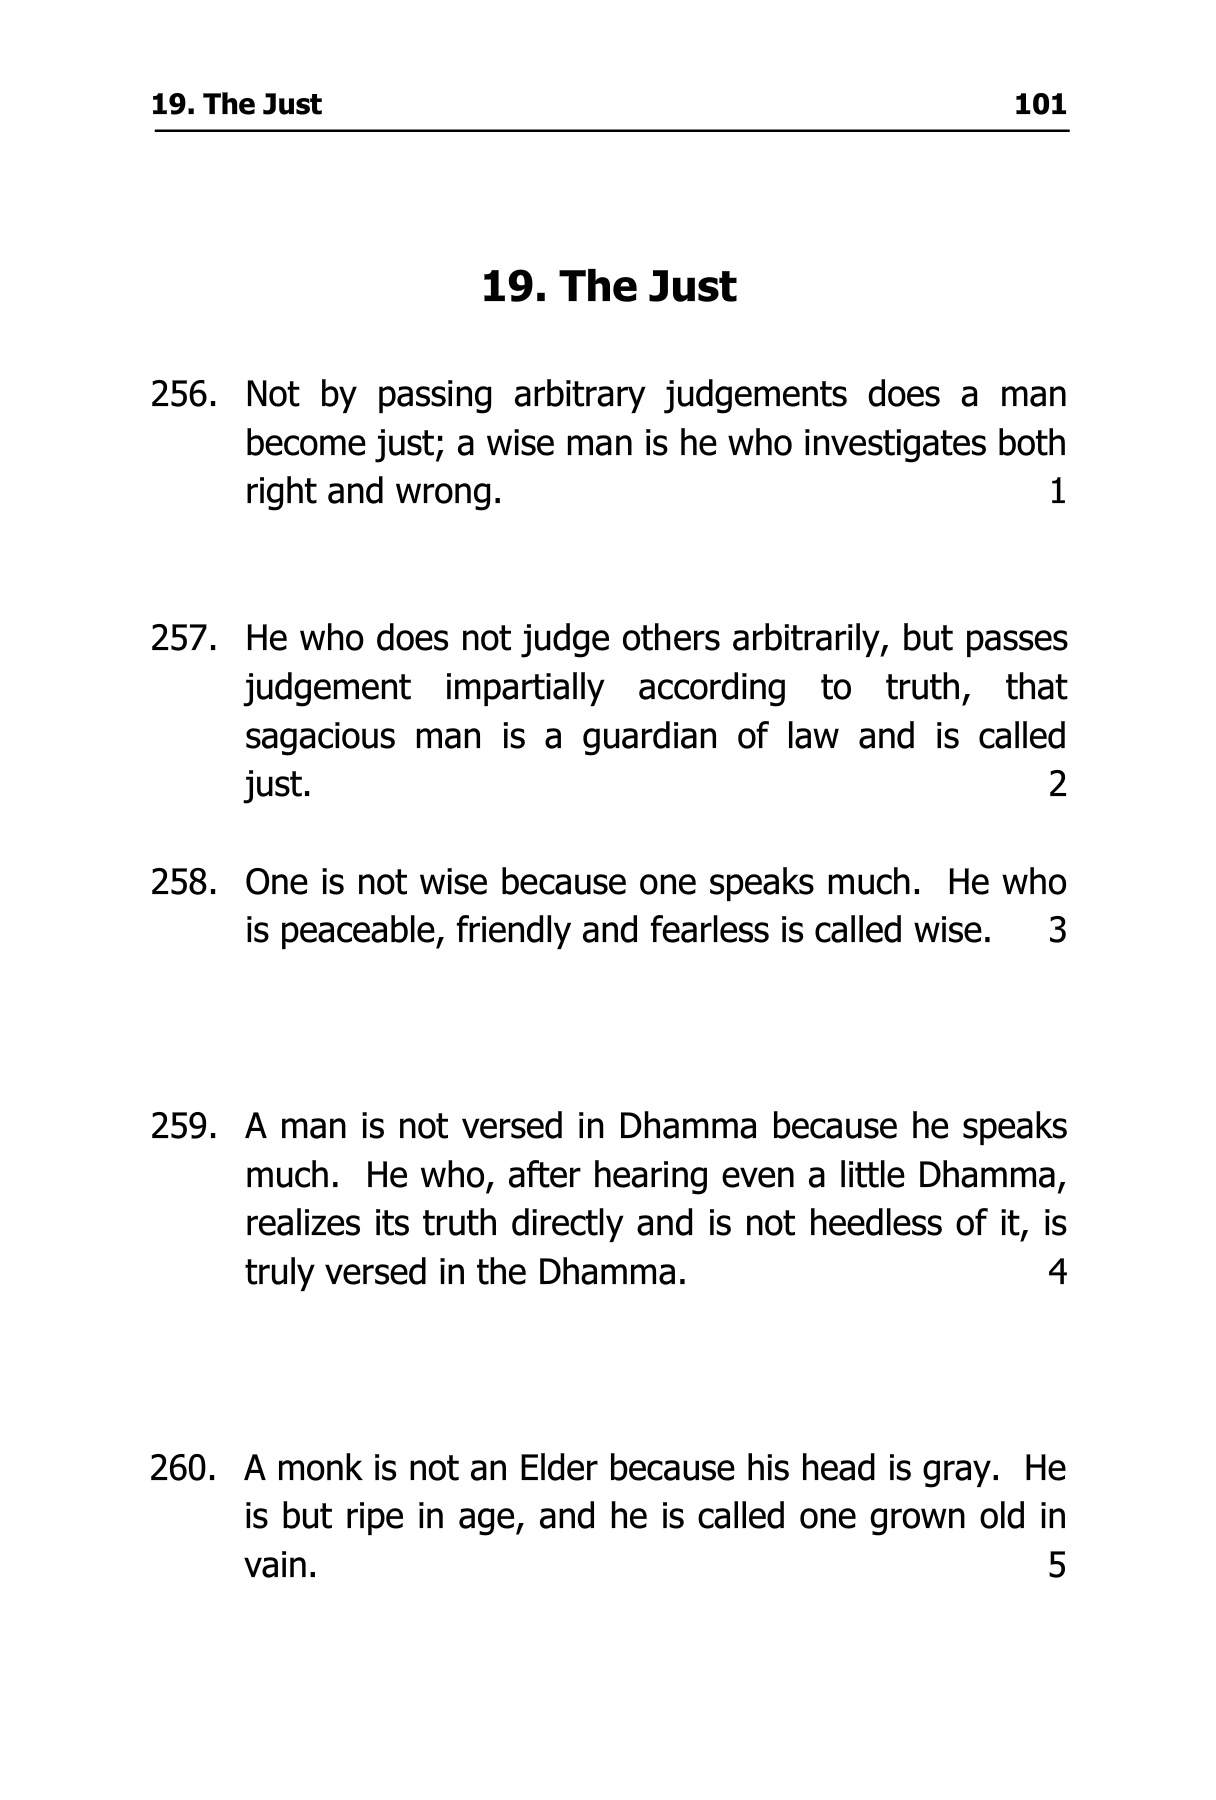 19. The Just 101
19. The Just
256. Not by passing arbitrary judgements does a man
become just; a wise man is he who investigates both
right and wrong. 1
257. He who does not judge others arbitrarily, but passes
judgement impartially according to truth, that
sagacious man is a guardian of law and is called
just. 2
258. One is not wise because one speaks much. He who
is peaceable, friendly and fearless is called wise. 3
259. A man is not versed in Dhamma because he speaks
much. He who, after hearing even a little Dhamma,
realizes its truth directly and is not heedless of it, is
truly versed in the Dhamma. 4
260. A monk is not an Elder because his head is gray. He
is but ripe in age, and he is called one grown old in
vain. 5